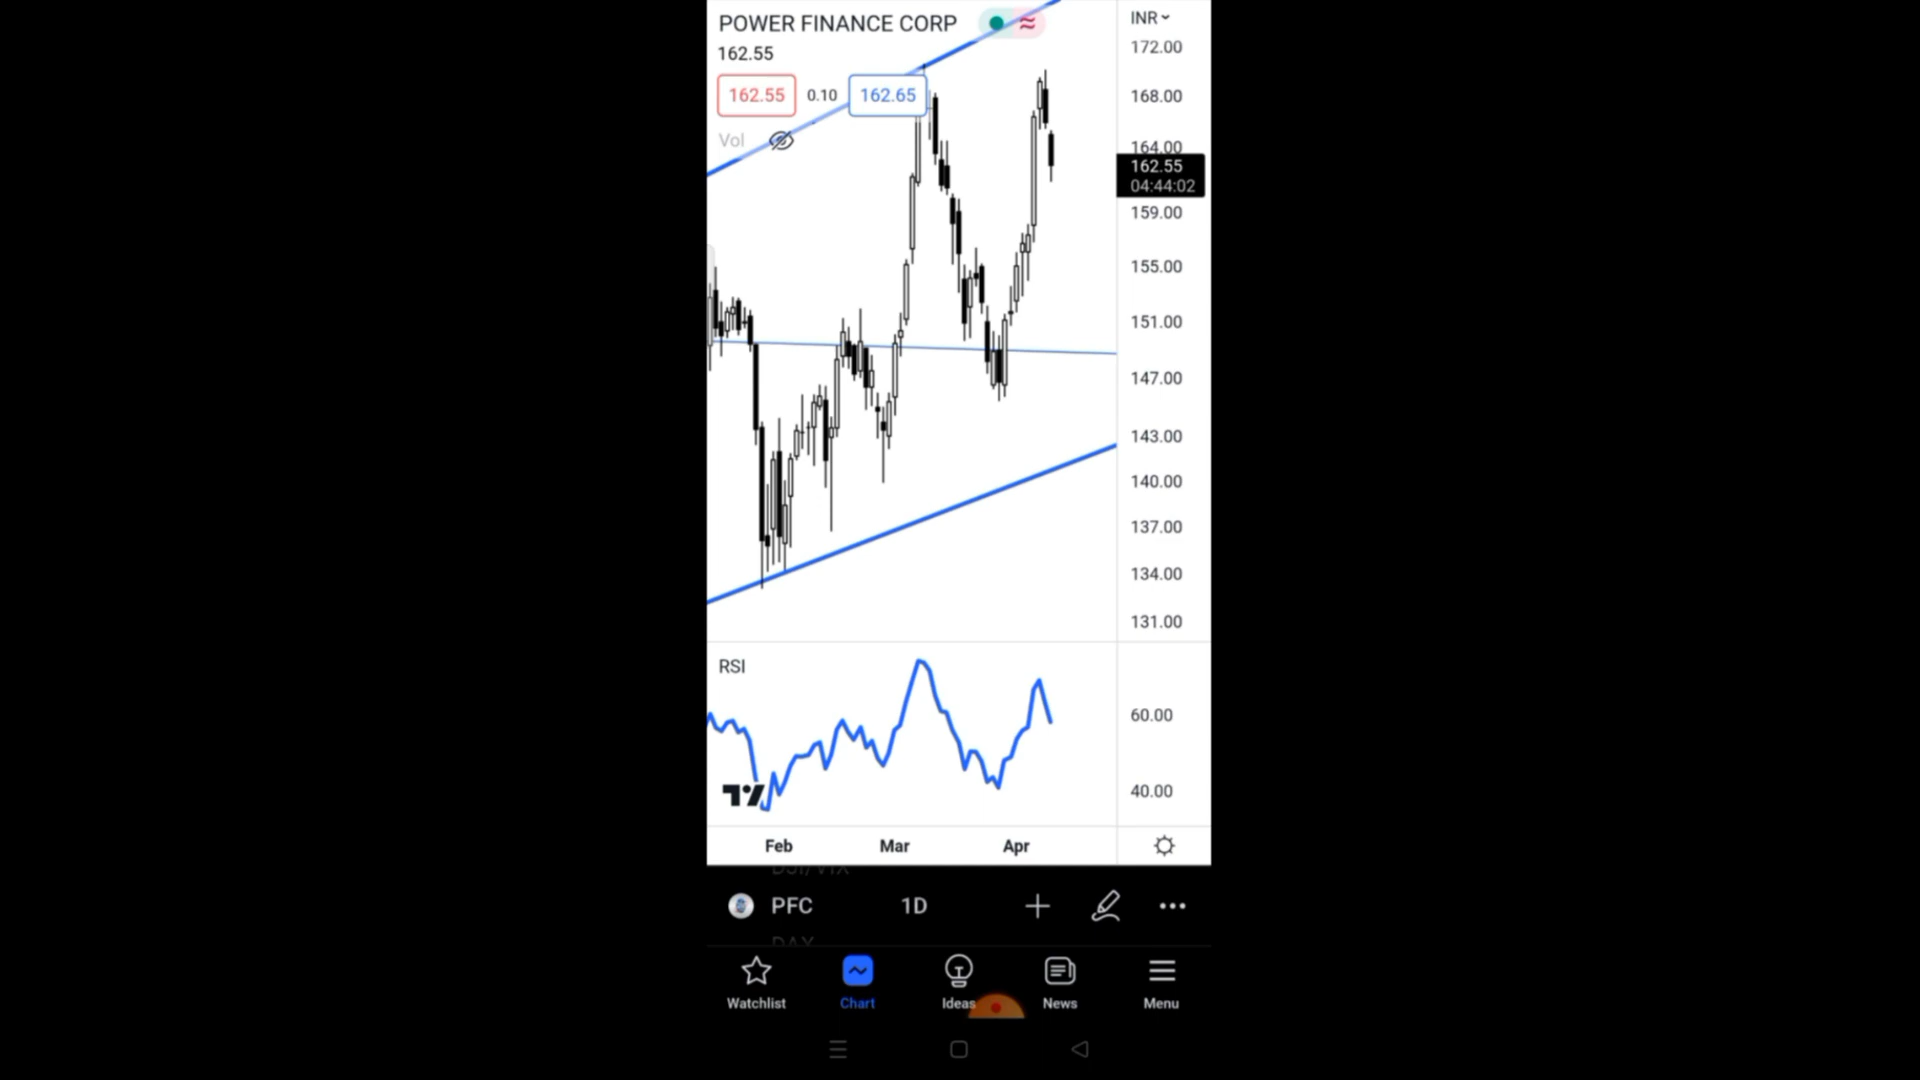 POWER FINANCE CORP
INR
162.55
172.00
162.55
0.10
162.65
168.00
Vol
164.00
162.55
04:44:02
159.00
155.00
151.00
147.00
143.00
140.00
137.00
134.00
131.00
RSI
60.00
40.00
Feb
Mar
Apr
PFC
1D
DAX
Watchlist
Chart
Ideas
News
Menu